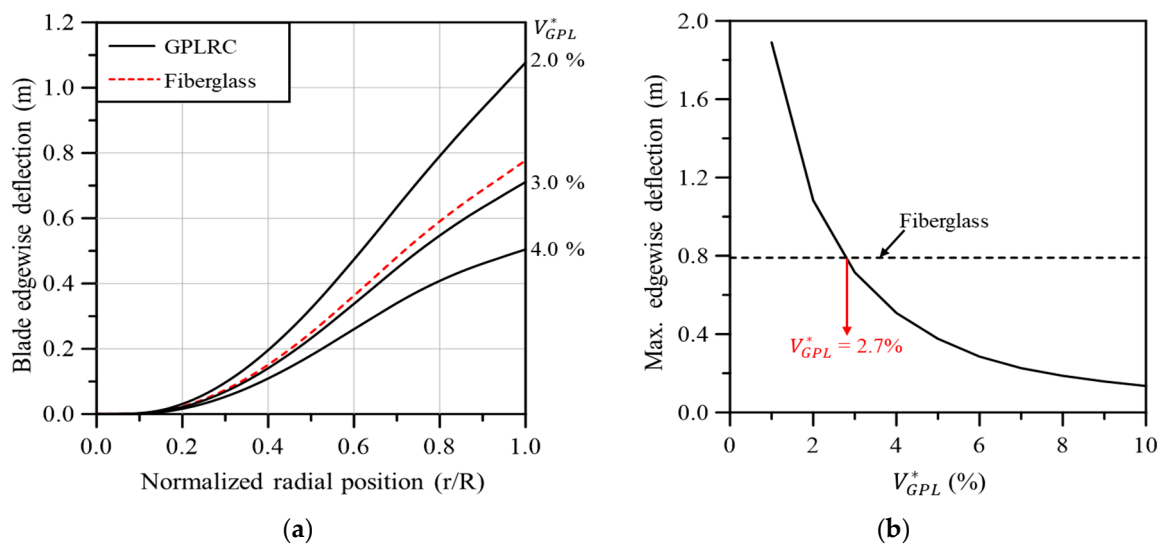 1.2
1.0
0.8
0.6
0.4
0.2
0.0
Blade edgewise deflection (m)
GPLRC
Fiberglass
V*GPL
2.0 %
3.0 %
4.0 %
0.0 0.2 0.4 0.6 0.8 1.0
Normalized radial position (r/R)
(a)
2.0
1.6
1.2
0.8
0.4
0.0
Max. edgewise deflection (m)
Fiberglass
V*GPL = 2.7%
0 2 4 6 8 10
V*GPL (%)
(b)